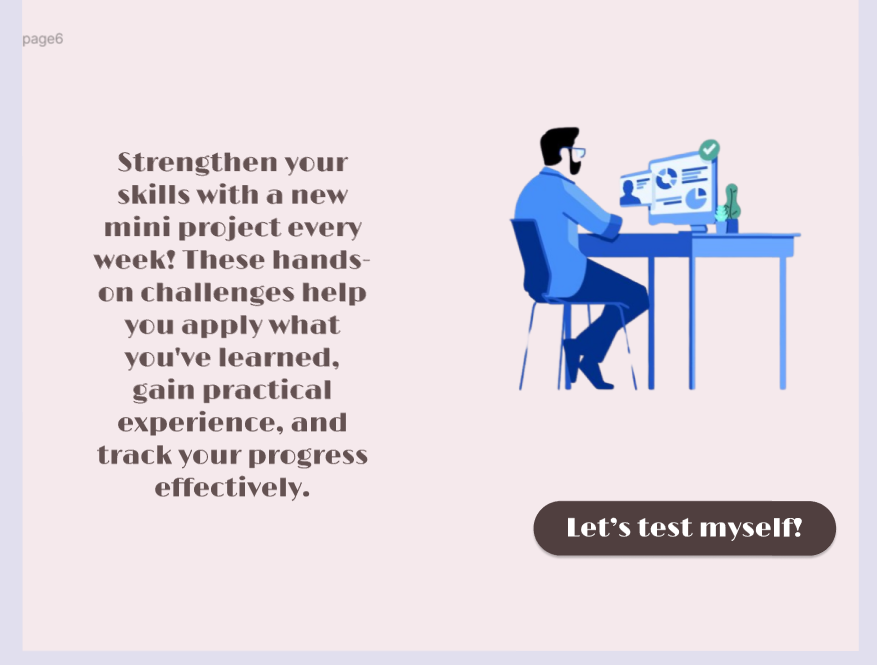 page6
Strengthen your
skills with a new
mini project every
week! These hands-
on challenges help
you apply what
you've learned,
gain practical
experience, and
track your progress
effectively.
Let’s test myself!